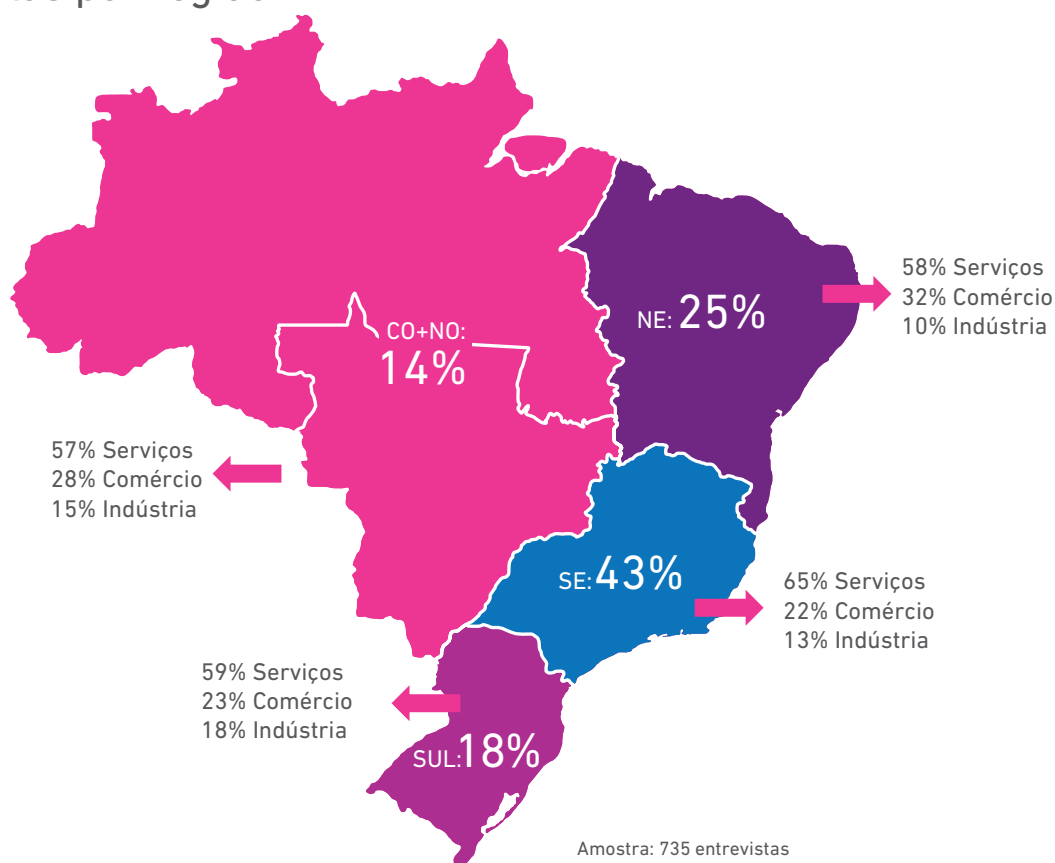 58% Serviços
32% Comércio
10% Indústria
NE: 25%
CO+NO:
14%
57% Serviços
28% Comércio
15% Indústria
SE: 43%
65% Serviços
22% Comércio
13% Indústria
59% Serviços
23% Comércio
18% Indústria
SUL: 18%
Amostra: 735 entrevistas